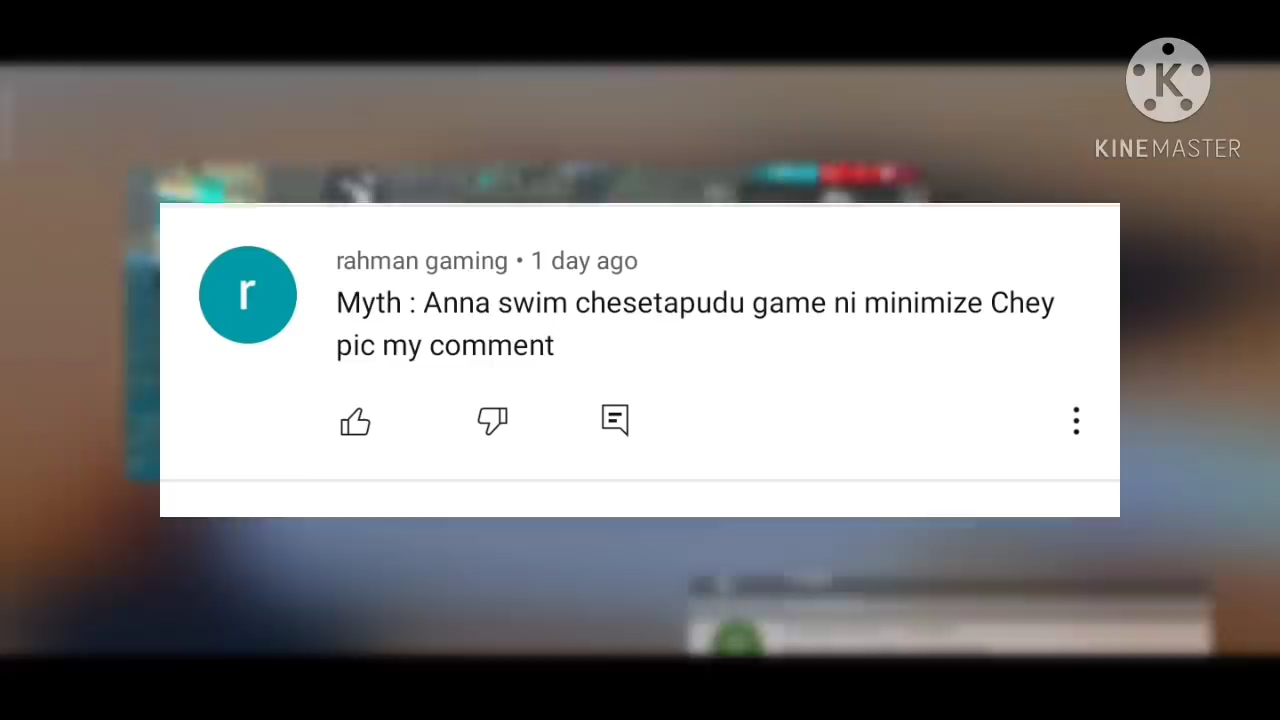 K
KINEMASTER
r
rahman gaming • 1 day ago
Myth : Anna swim chesetapudu game ni minimize Chey
pic my comment